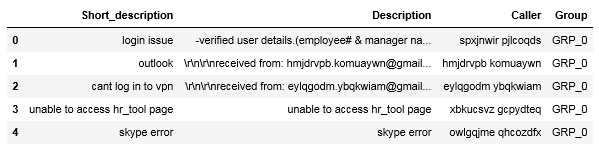 Short_description Description Caller Group
0 login issue -verified user details.(employee# & manager na... spxjnwir pjlcoqds GRP_0
1 outlook \r\n\r\nreceived from: hmjdrvpb.komuaywn@gmail... hmjdrvpb komuaywn GRP_0
2 cant log in to vpn \r\n\r\nreceived from: eylqgodm.ybqkwiam@gmail... eylqgodm ybqkwiam GRP_0
3 unable to access hr_tool page unable to access hr_tool page xbkucsvz gcpydteq GRP_0
4 skype error skype error owlgqjme qhcozdfx GRP_0